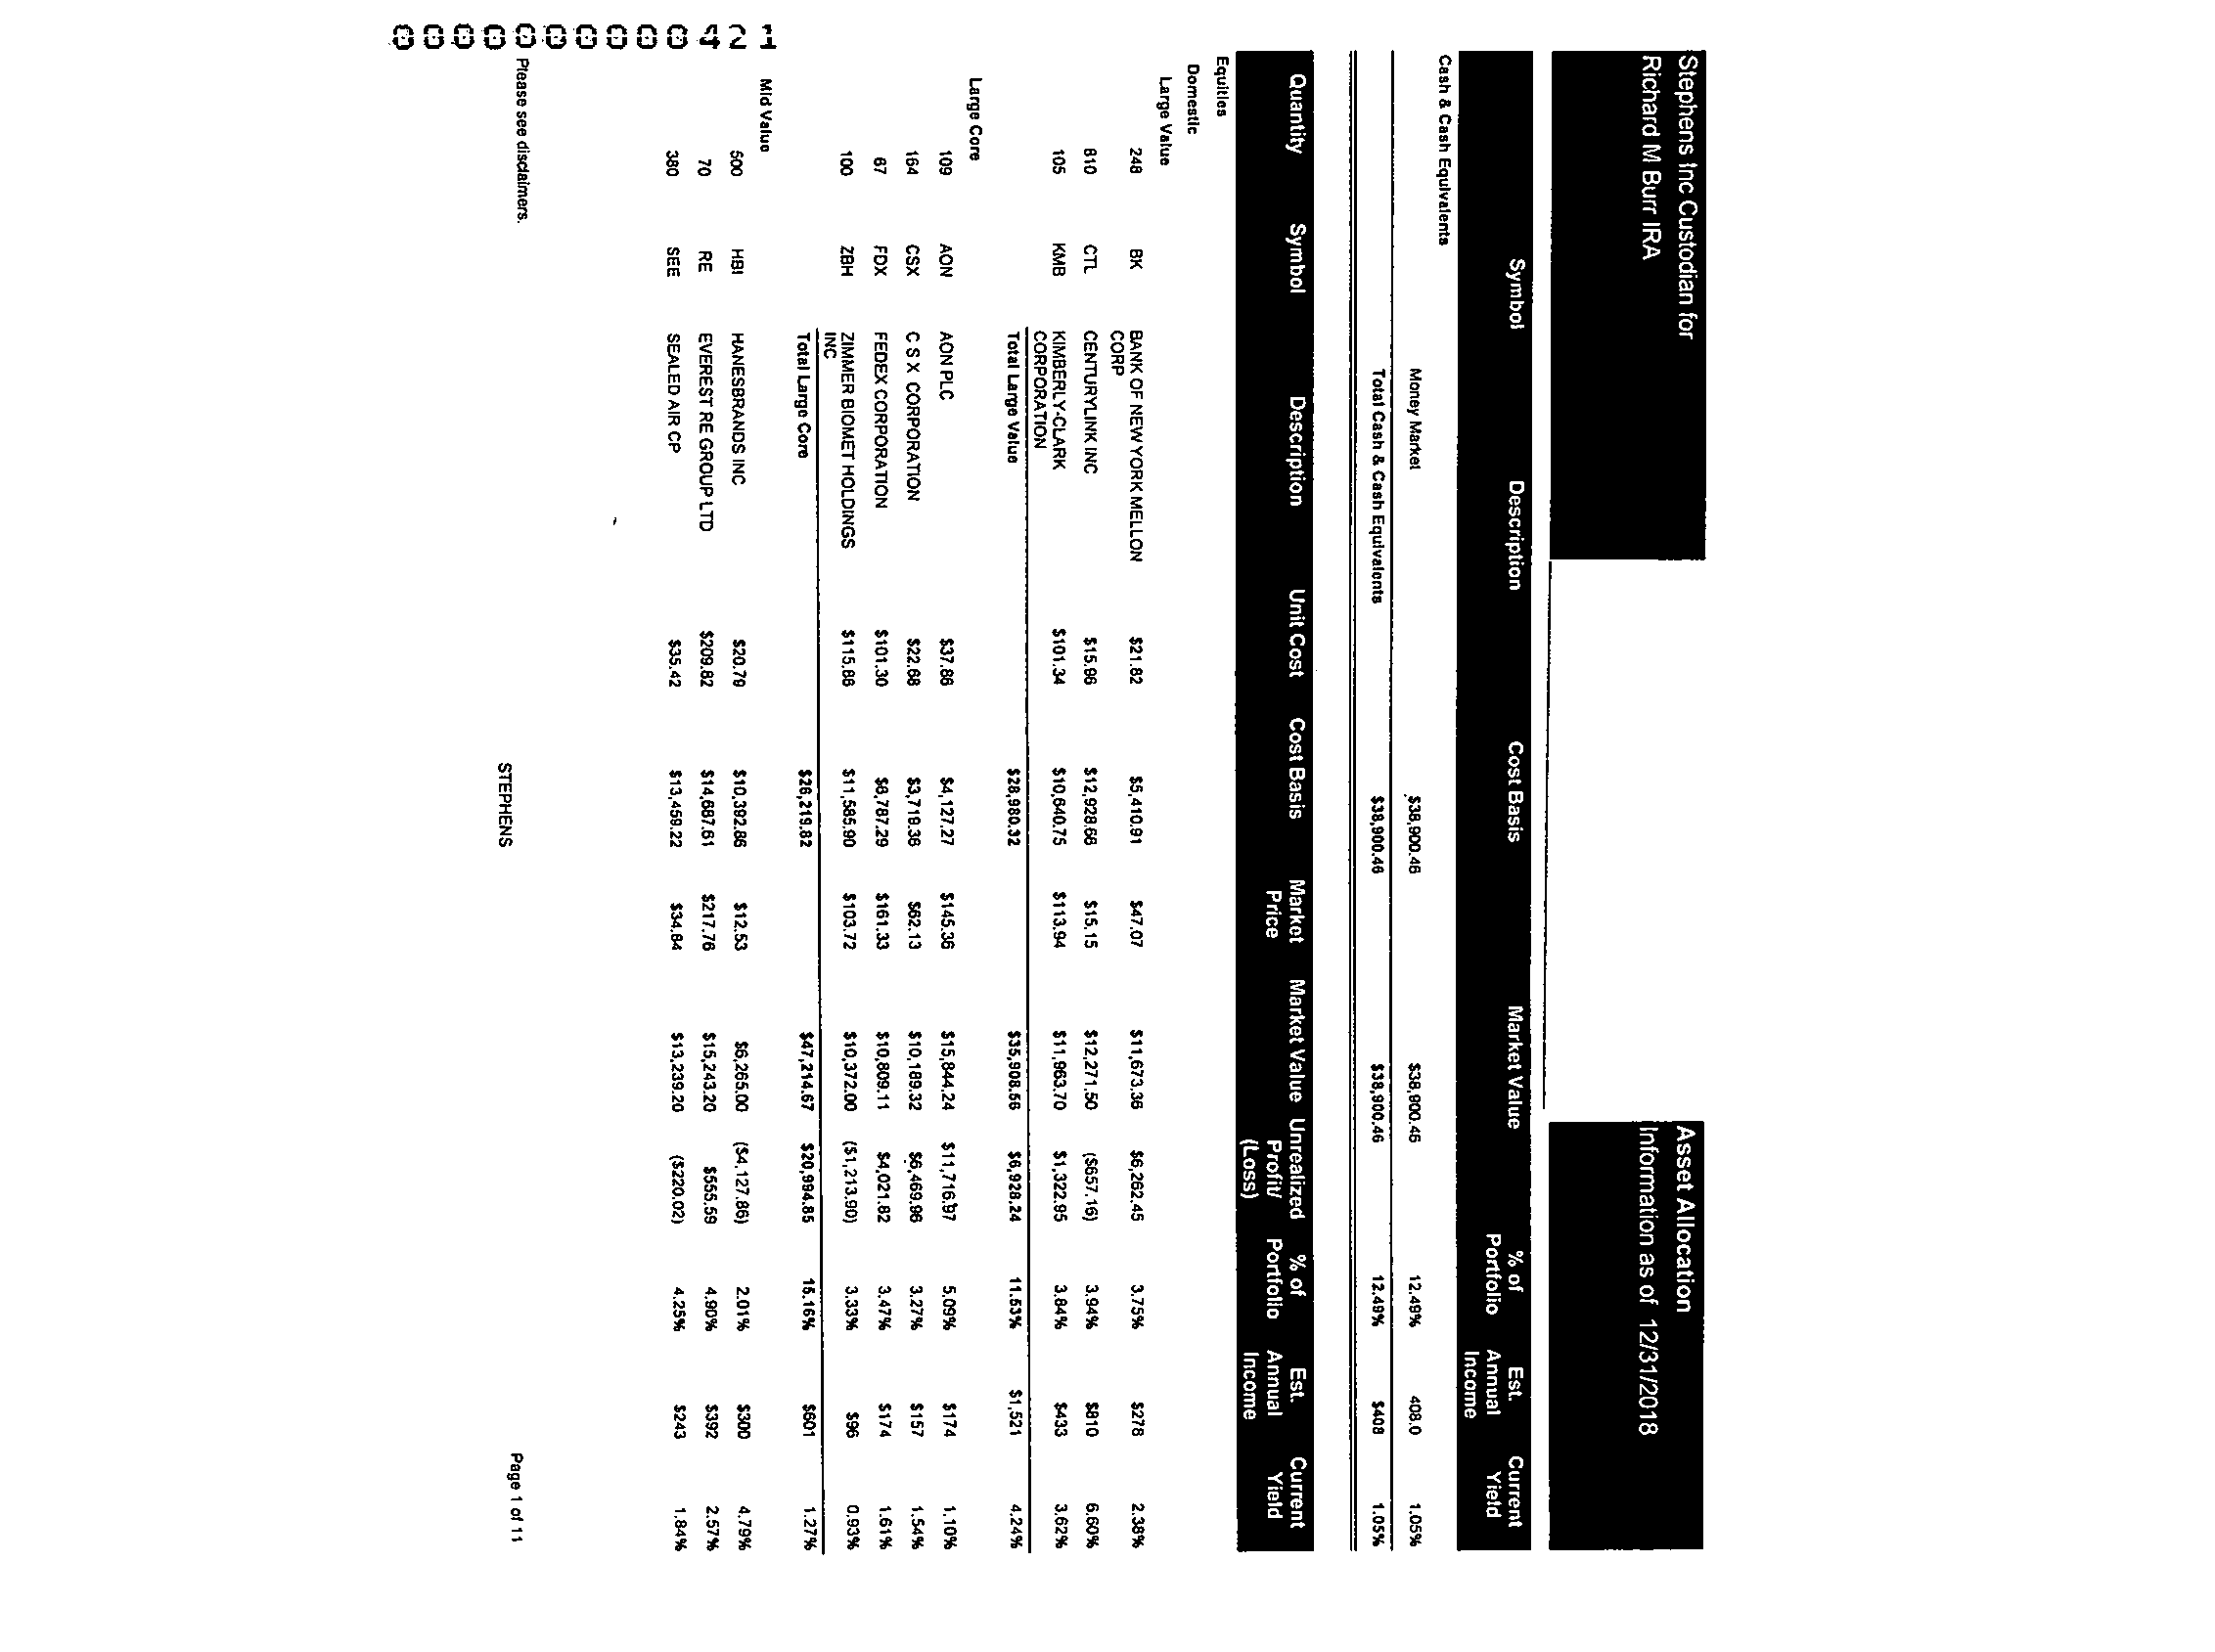 Stephens Inc Custodian for
Richard M Burr IRA
Asset Allocation
Information as of 12/31/2018
Symbol Description Cost Basis Market Value % of Portfolio Est. Annual Income Current Yield
Cash & Cash Equivalents
Money Market $38,900.46 $38,900.46 12.49% 408.0 1.05%
Total Cash & Cash Equivalents $38,900.46 $38,900.46 12.49% $408 1.05%
Quantity Symbol Description Unit Cost Cost Basis Market Price Market Value Unrealized Profit/ (Loss) % of Portfolio Est. Annual Income Current Yield
Equities
Domestic
Large Value
248 BK BANK OF NEW YORK MELLON CORP $21.82 $5,410.91 $47.07 $11,673.36 $6,262.45 3.75% $278 2.38%
810 CTL CENTURYLINK INC $15.96 $12,928.66 $15.15 $12,271.50 ($657.16) 3.94% $810 6.60%
105 KMB KIMBERLY-CLARK CORPORATION $101.34 $10,640.75 $113.94 $11,963.70 $1,322.95 3.84% $433 3.62%
Total Large Value $28,980.32 $35,908.56 $6,928.24 11.53% $1,521 4.24%
Large Core
109 AON AON PLC $37.86 $4,127.27 $145.36 $15,844.24 $11,716.97 5.09% $174 1.10%
164 CSX C S X CORPORATION $22.68 $3,719.36 $62.13 $10,189.32 $6,469.96 3.27% $157 1.54%
67 FDX FEDEX CORPORATION $101.30 $6,787.29 $161.33 $10,809.11 $4,021.82 3.47% $174 1.61%
100 ZBH ZIMMER BIOMET HOLDINGS INC $115.86 $11,585.90 $103.72 $10,372.00 ($1,213.90) 3.33% $96 0.93%
Total Large Core $26,219.82 $47,214.67 $20,994.85 15.16% $601 1.27%
Mid Value
500 HBI HANESBRANDS INC $20.79 $10,392.86 $12.53 $6,265.00 ($4,127.86) 2.01% $300 4.79%
70 RE EVEREST RE GROUP LTD $209.82 $14,687.61 $217.76 $15,243.20 $555.59 4.90% $392 2.57%
380 SEE SEALED AIR CP $35.42 $13,459.22 $34.84 $13,239.20 ($220.02) 4.25% $243 1.84%
Please see disclaimers.
STEPHENS
Page 1 of 11
0000000000421